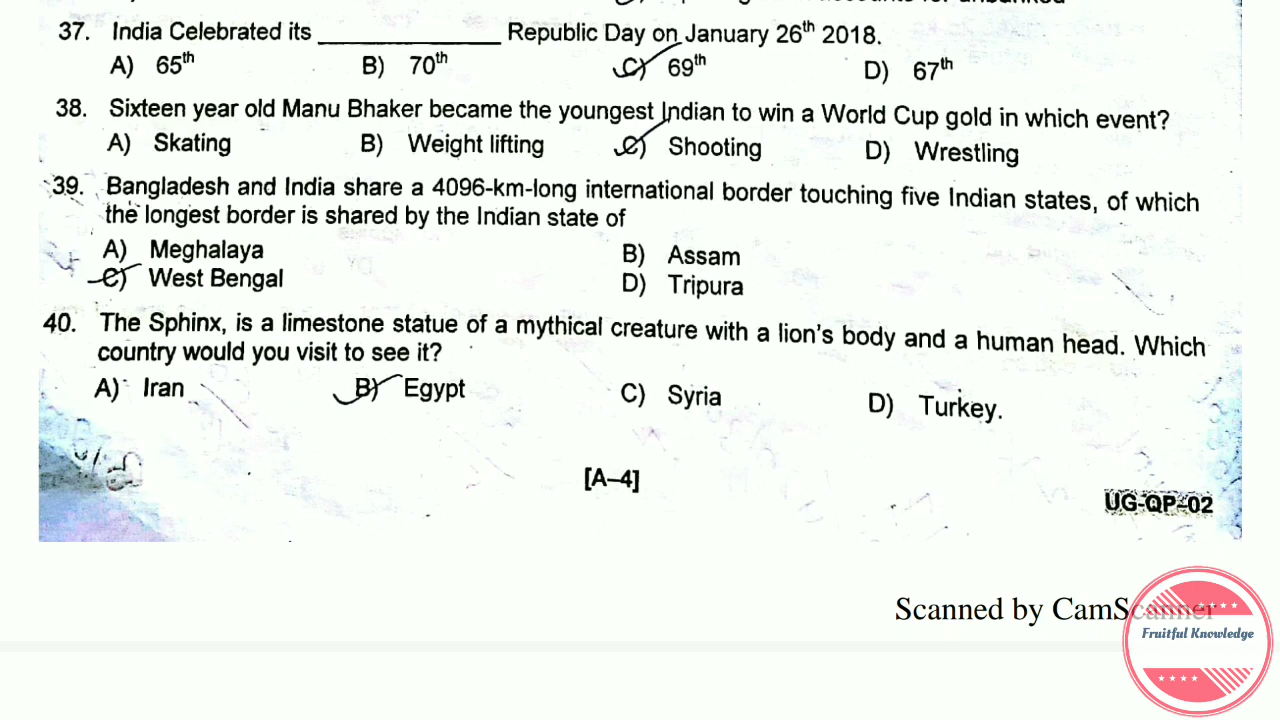 37. India Celebrated its ______________ Republic Day on January 26th 2018.
A) 65th B) 70th C) 69th D) 67th
38. Sixteen year old Manu Bhaker became the youngest Indian to win a World Cup gold in which event?
A) Skating B) Weight lifting C) Shooting D) Wrestling
39. Bangladesh and India share a 4096-km-long international border touching five Indian states, of which
the longest border is shared by the Indian state of
A) Meghalaya B) Assam
C) West Bengal D) Tripura
40. The Sphinx, is a limestone statue of a mythical creature with a lion's body and a human head. Which
country would you visit to see it?
A) Iran B) Egypt C) Syria D) Turkey.
[A–4]
UG-QP-02
Scanned by CamScanner
Fruitful Knowledge